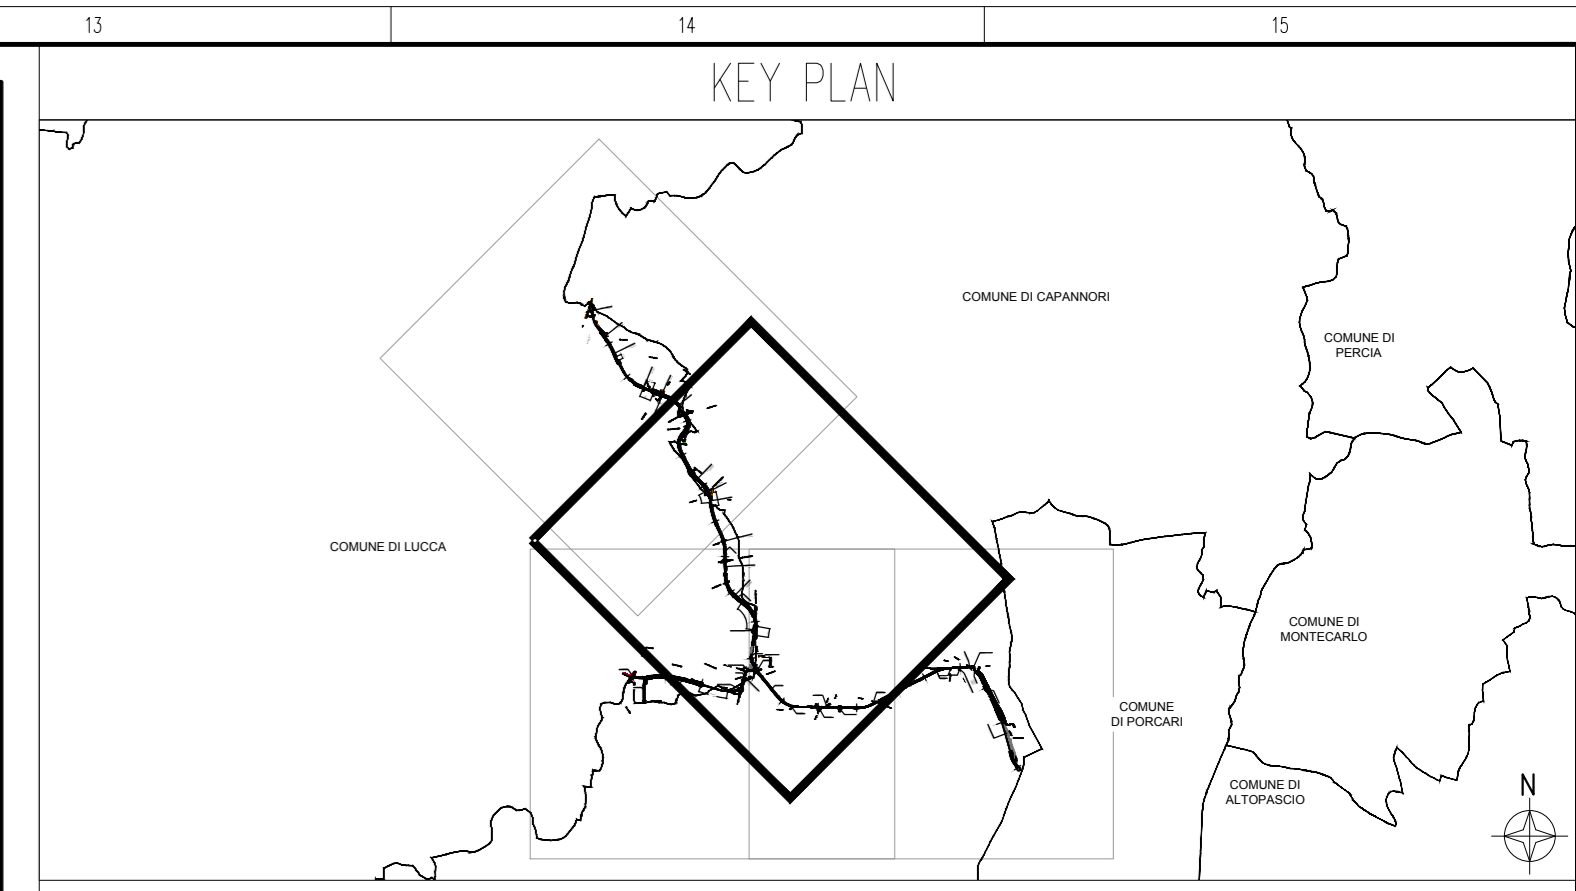 13
14
15
KEY PLAN
COMUNE DI CAPANNORI
COMUNE DI
PERCIA
COMUNE DI LUCCA
COMUNE DI
MONTECARLO
COMUNE
DI PORCARI
COMUNE DI
ALTOPASCIO
N